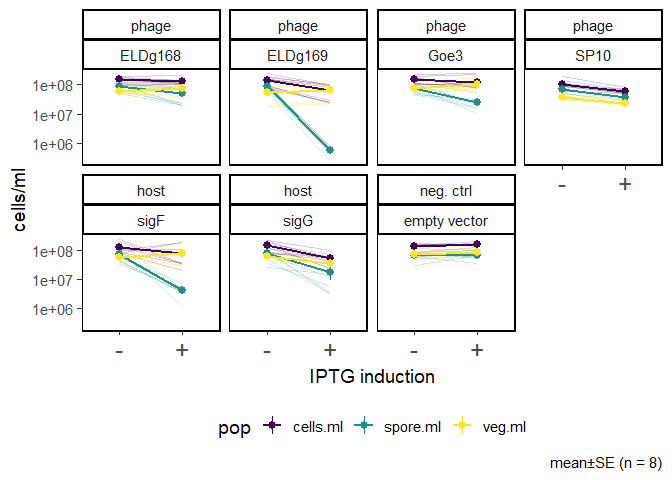 phage phage phage phage
ELDg168 ELDg169 Goe3 SP10
1e+08
1e+07
1e+06
- +
host host neg. ctrl
sigF sigG empty vector
1e+08
1e+07
1e+06
- + - + - +
cells/ml
IPTG induction
pop cells.ml spore.ml veg.ml
mean±SE (n = 8)